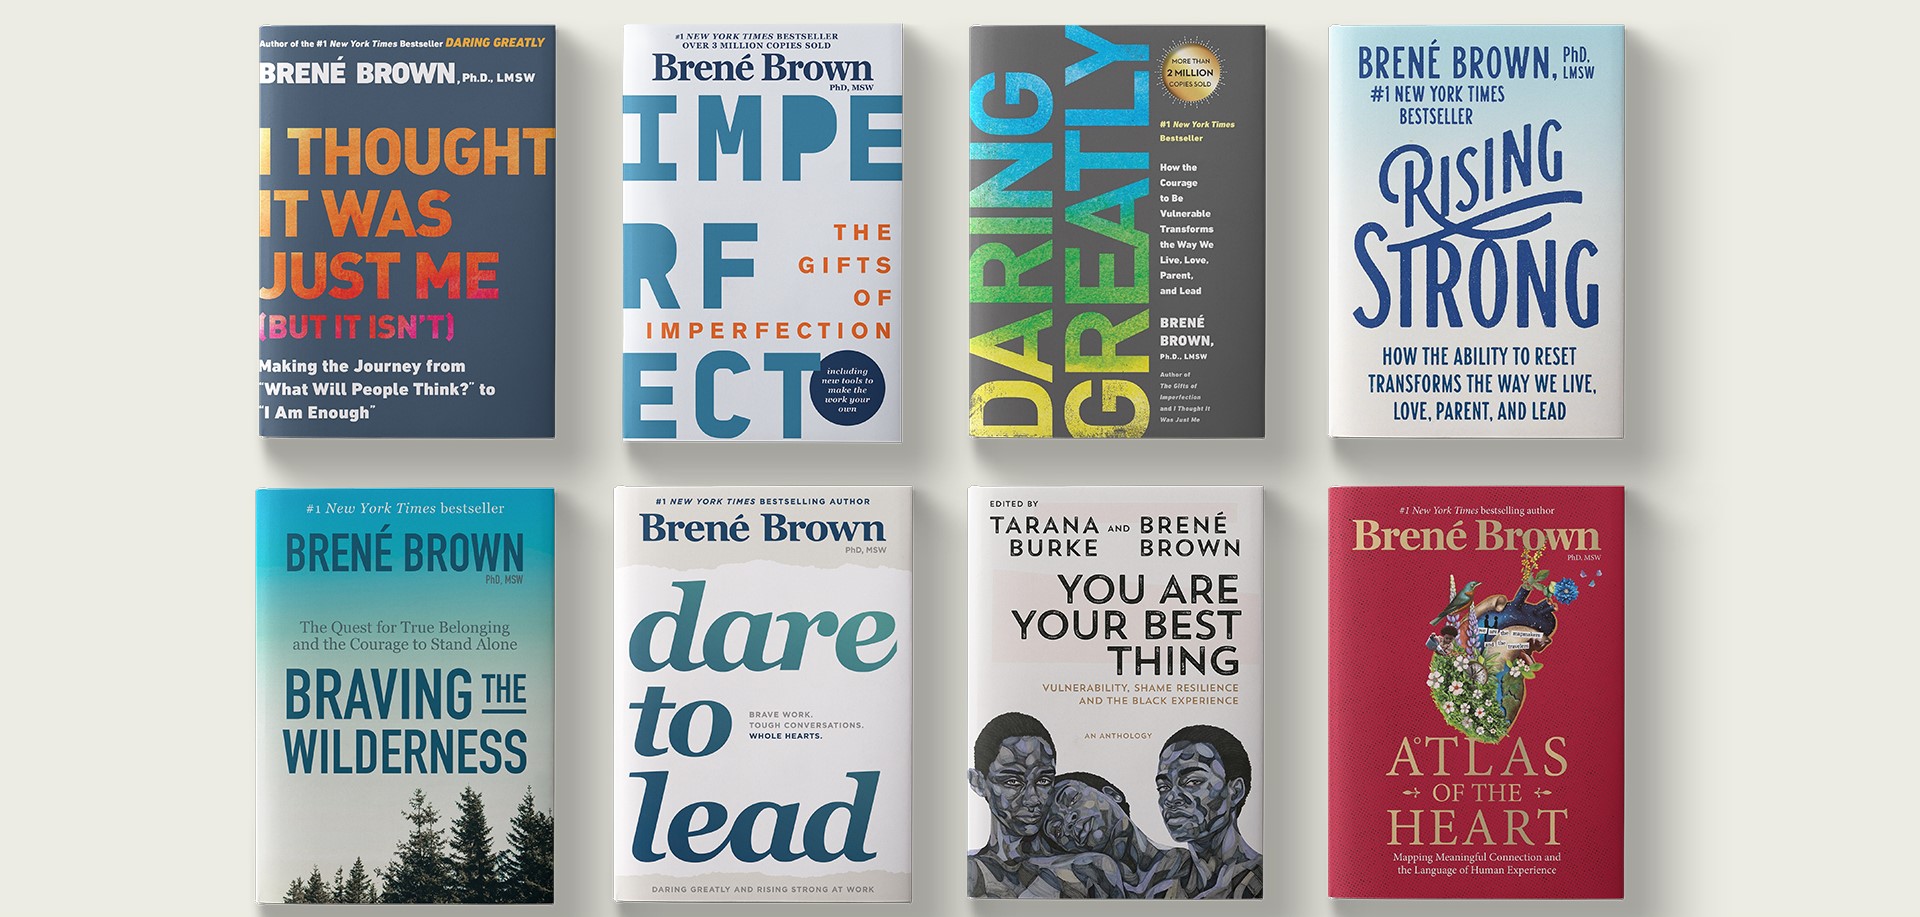 Author of the #1 New York Times Bestseller DARING GREATLY
BRENÉ BROWN, Ph.D., LMSW
I THOUGHT
IT WAS
JUST ME
(BUT IT ISN'T)
Making the Journey from
"What Will People Think?" to
"I Am Enough"
#1 NEW YORK TIMES BESTSELLER
OVER 3 MILLION COPIES SOLD
Brené Brown
PhD, MSW
IMPE
RF
ECT
THE
GIFTS
OF
IMPERFECTION
including
new tools to
make the
work your
own
DARING
GREATLY
MORE THAN
2 MILLION
COPIES SOLD
#1 New York Times
Bestseller
How the
Courage
to Be
Vulnerable
Transforms
the Way We
Live, Love,
Parent,
and Lead
BRENÉ
BROWN,
Ph.D., LMSW
Author of
The Gifts of
Imperfection
and I Thought It
Was Just Me
BRENÉ BROWN, PhD, LMSW
#1 NEW YORK TIMES
BESTSELLER
RISING
STRONG
HOW THE ABILITY TO RESET
TRANSFORMS THE WAY WE LIVE,
LOVE, PARENT, AND LEAD
#1 New York Times bestseller
BRENÉ BROWN
PhD, MSW
The Quest for True Belonging
and the Courage to Stand Alone
BRAVING THE
WILDERNESS
#1 NEW YORK TIMES BESTSELLING AUTHOR
Brené Brown
PhD, MSW
dare
to
lead
BRAVE WORK.
TOUGH CONVERSATIONS.
WHOLE HEARTS.
DARING GREATLY AND RISING STRONG AT WORK
EDITED BY
TARANA AND BRENÉ
BURKE BROWN
YOU ARE
YOUR BEST
THING
VULNERABILITY, SHAME RESILIENCE
AND THE BLACK EXPERIENCE
AN ANTHOLOGY
#1 New York Times bestselling author
Brené Brown
PhD, MSW
we are the mapmakers
and the travelers
ATLAS
OF THE
HEART
Mapping Meaningful Connection and
the Language of Human Experience